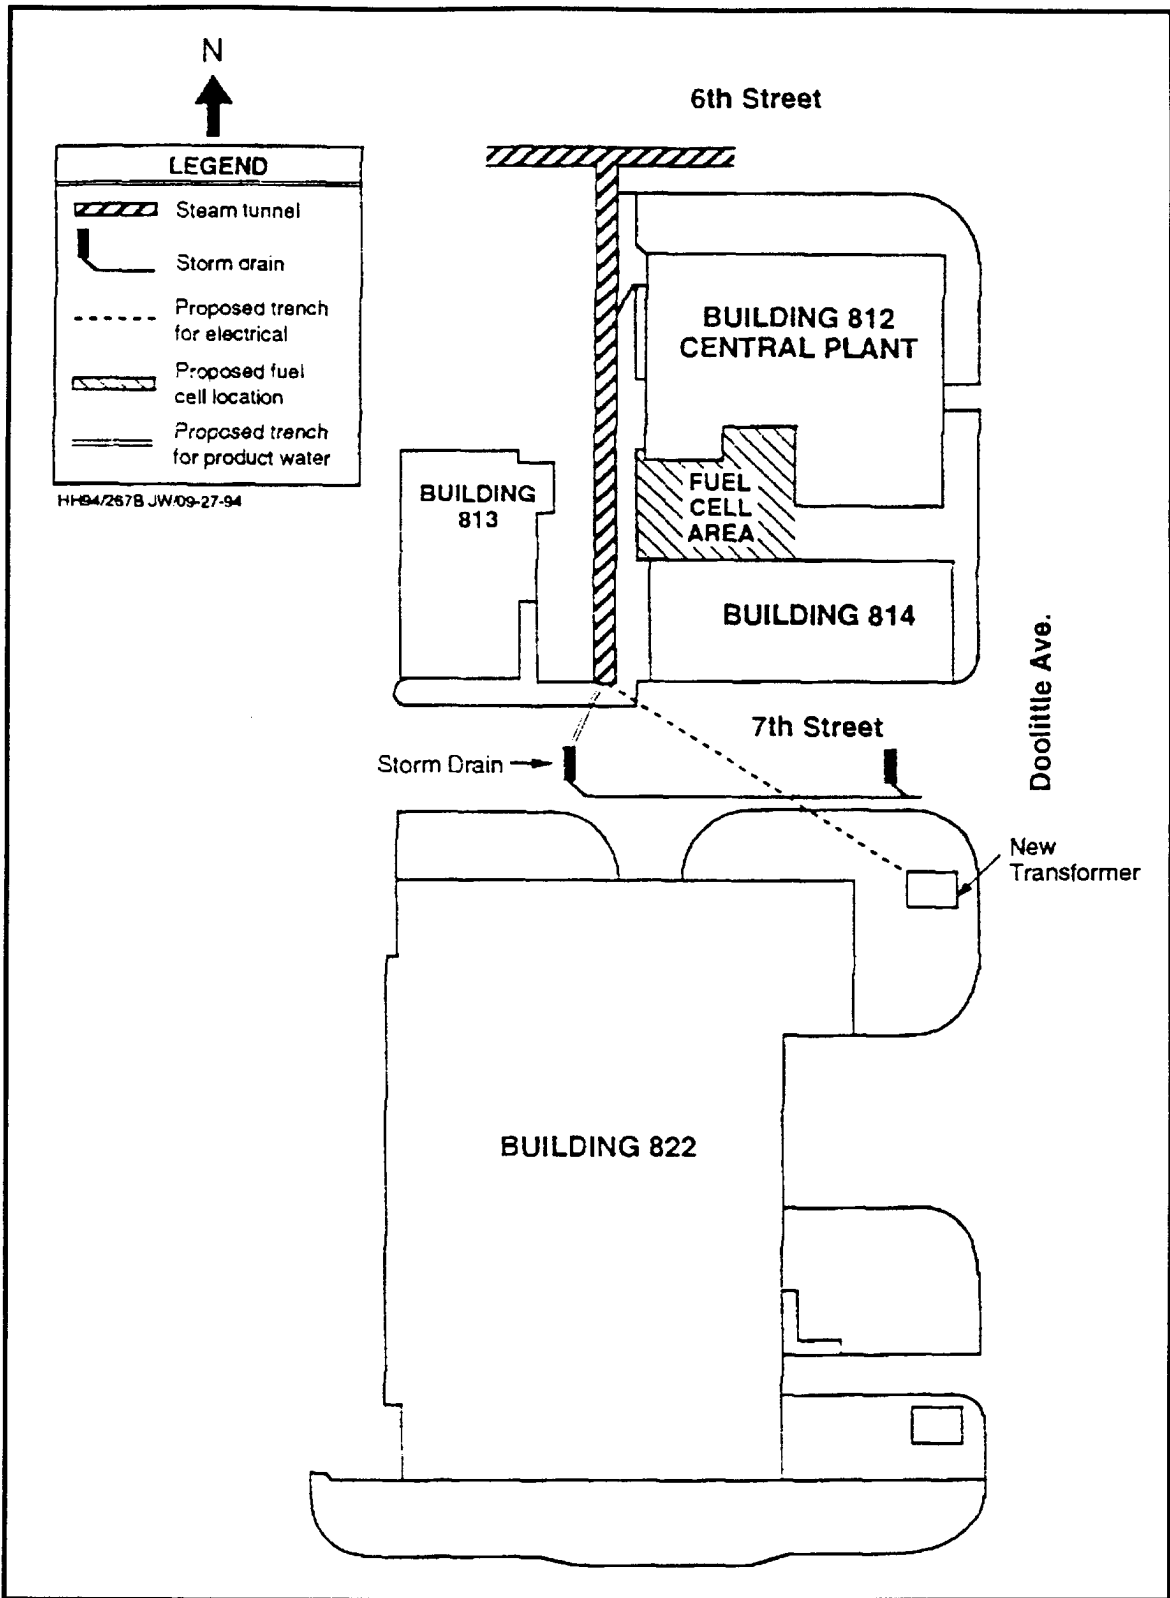 N
6th Street
LEGEND
Steam tunnel
Storm drain
Proposed trench
for electrical
Proposed fuel
cell location
Proposed trench
for product water
HH94/267B JW/09-27-94
BUILDING 812
CENTRAL PLANT
BUILDING
813
FUEL
CELL
AREA
BUILDING 814
Doolittle Ave.
7th Street
Storm Drain
New
Transformer
BUILDING 822